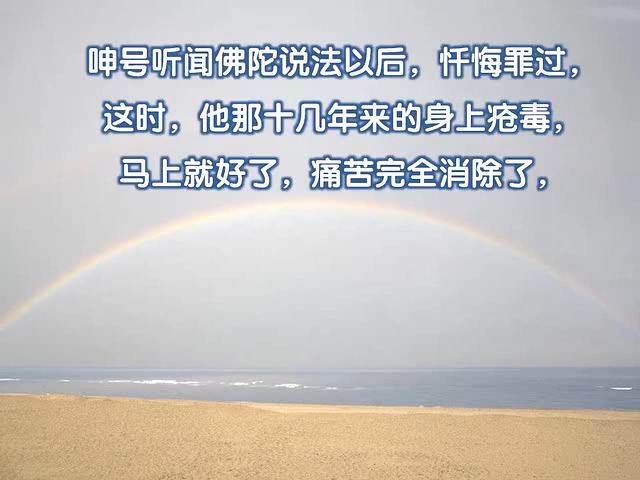 呻号听闻佛陀说法以后，忏悔罪过，
这时，他那十几年来的身上疮毒，
马上就好了，痛苦完全消除了，